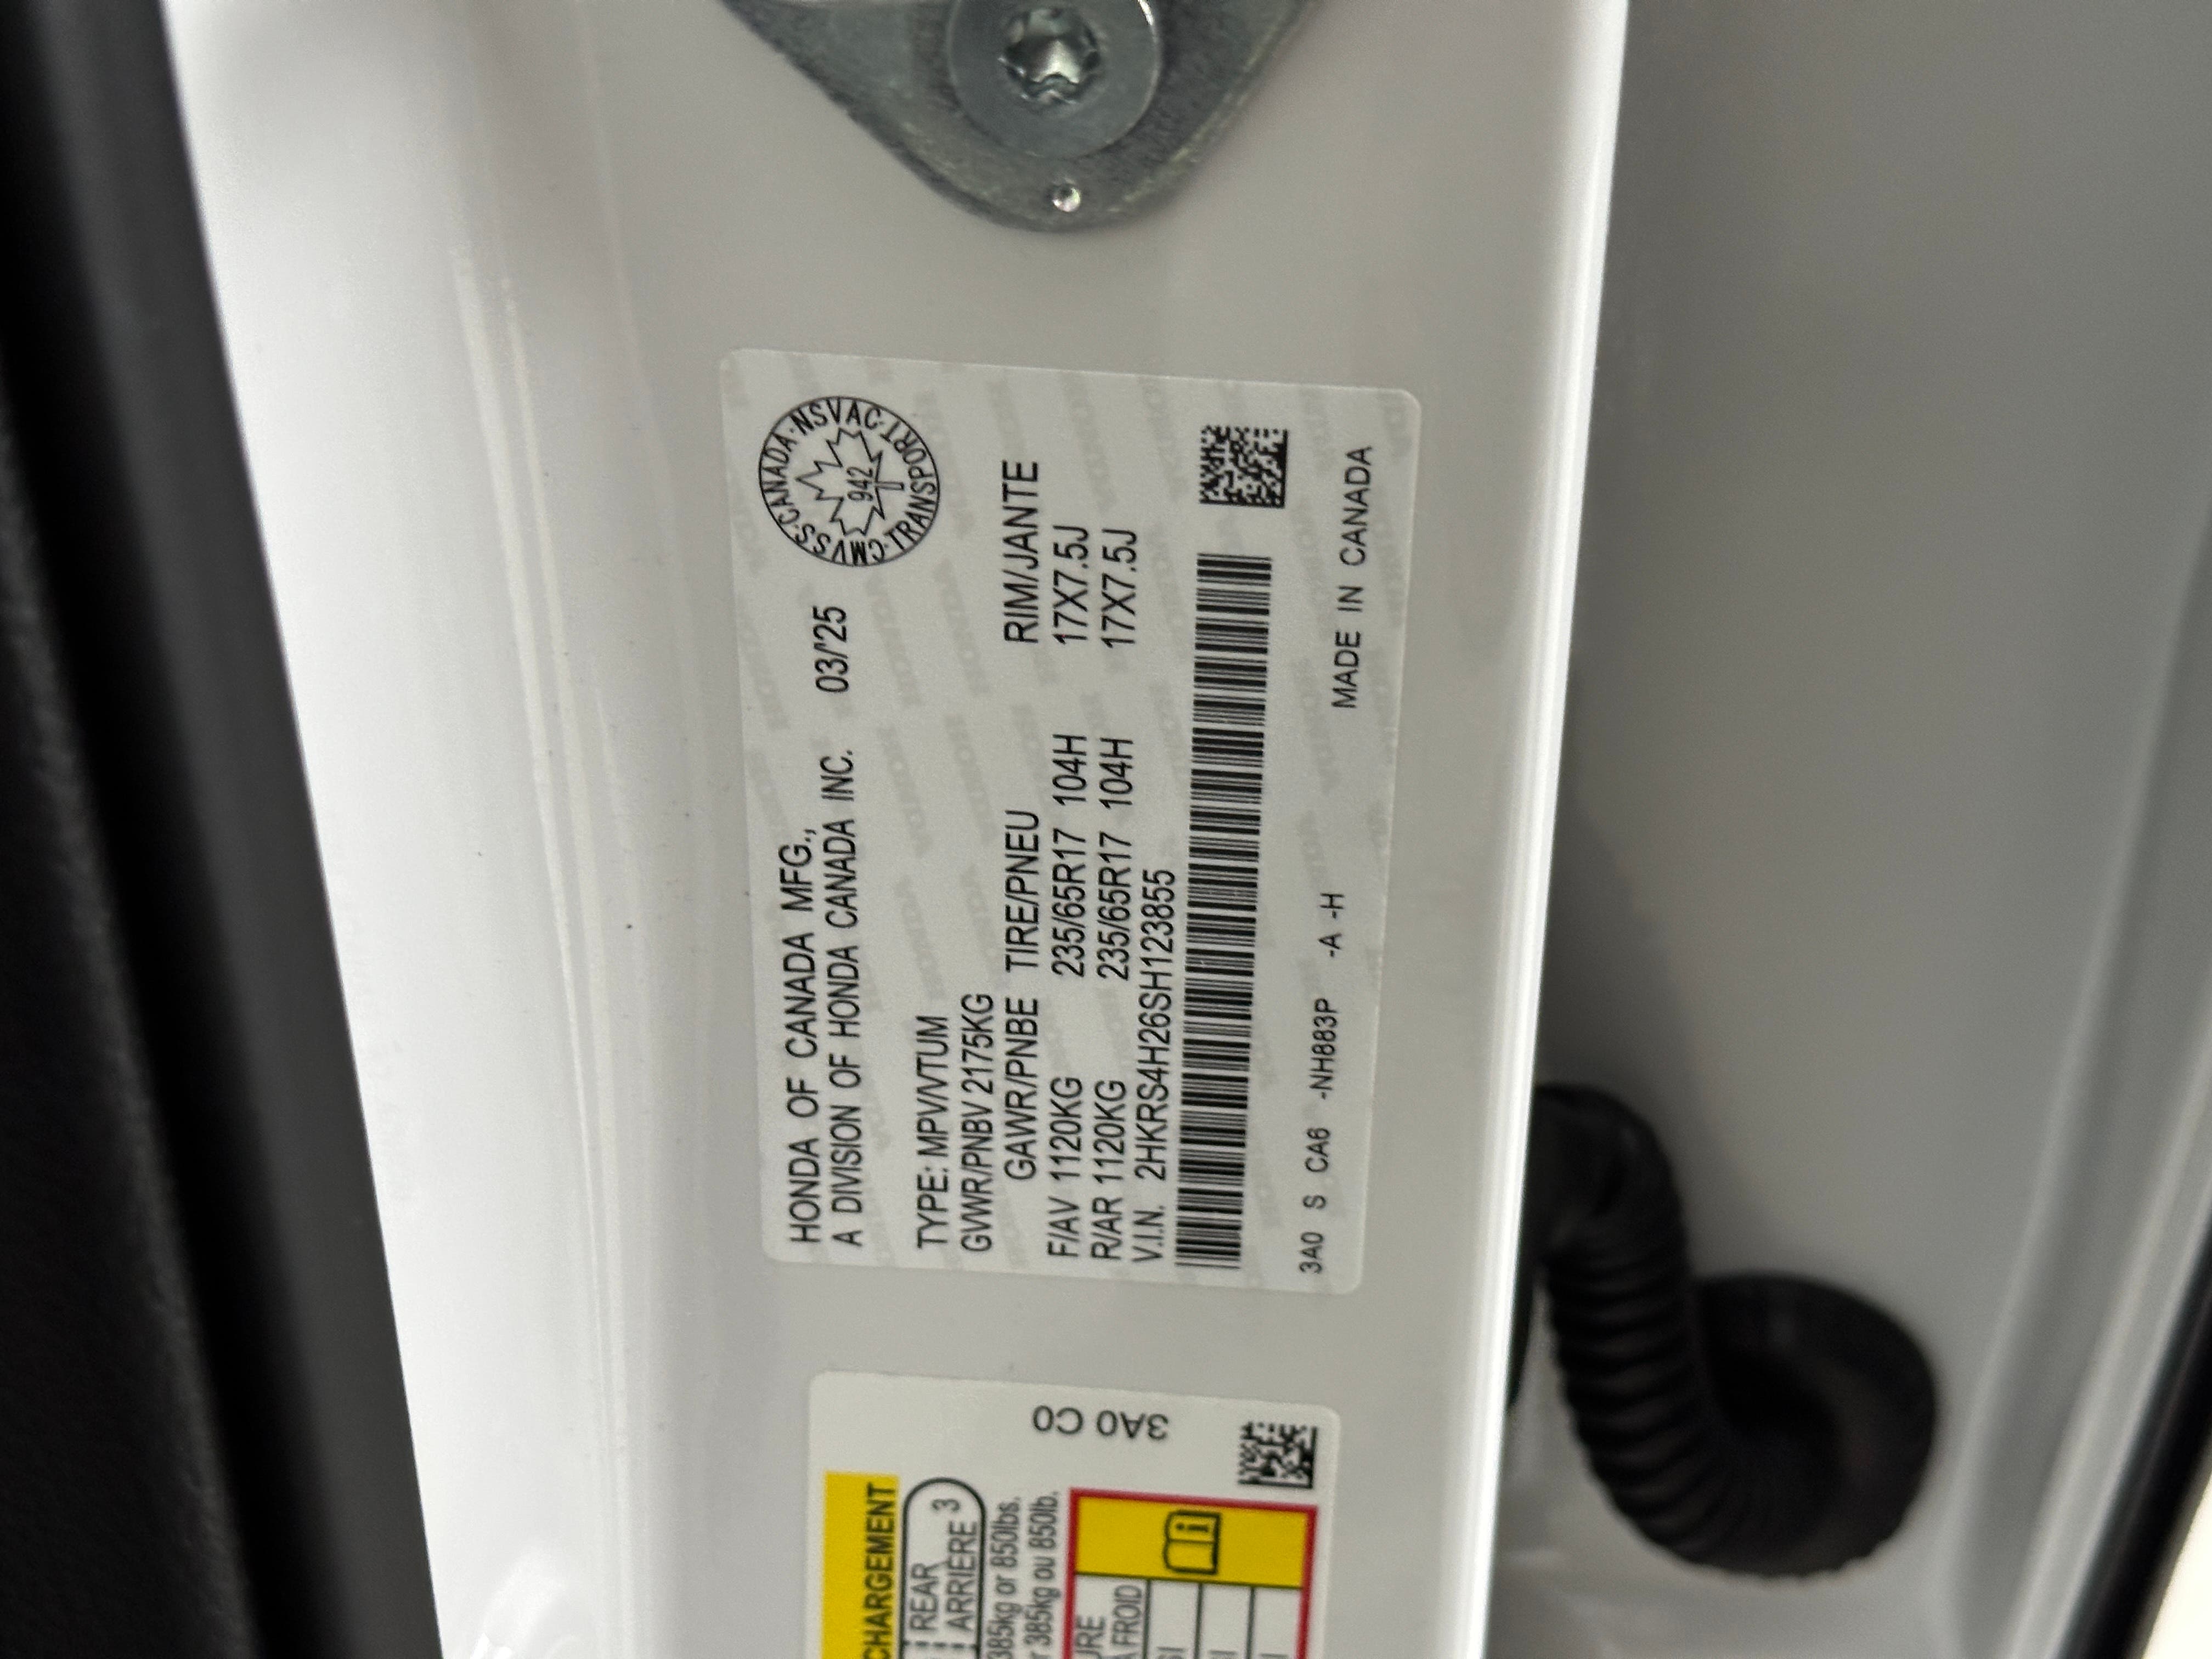 HONDA OF CANADA MFG.,
A DIVISION OF HONDA CANADA INC. 03/'25
CMVSS·CANADA·NSVAC·TRANSPORT·
942
TYPE: MPV/VTUM
GVWR/PNBV 2175KG
GAWR/PNBE TIRE/PNEU RIM/JANTE
F/AV 1120KG 235/65R17 104H 17X7.5J
R/AR 1120KG 235/65R17 104H 17X7.5J
V.I.N. 2HKRS4H26SH123855
3A0 S CA6 -NH883P -A -H MADE IN CANADA
3A0 C0
CHARGEMENT
REAR
ARRIÈRE 3
385kg or 850lbs.
385kg ou 850lb.
A FROID